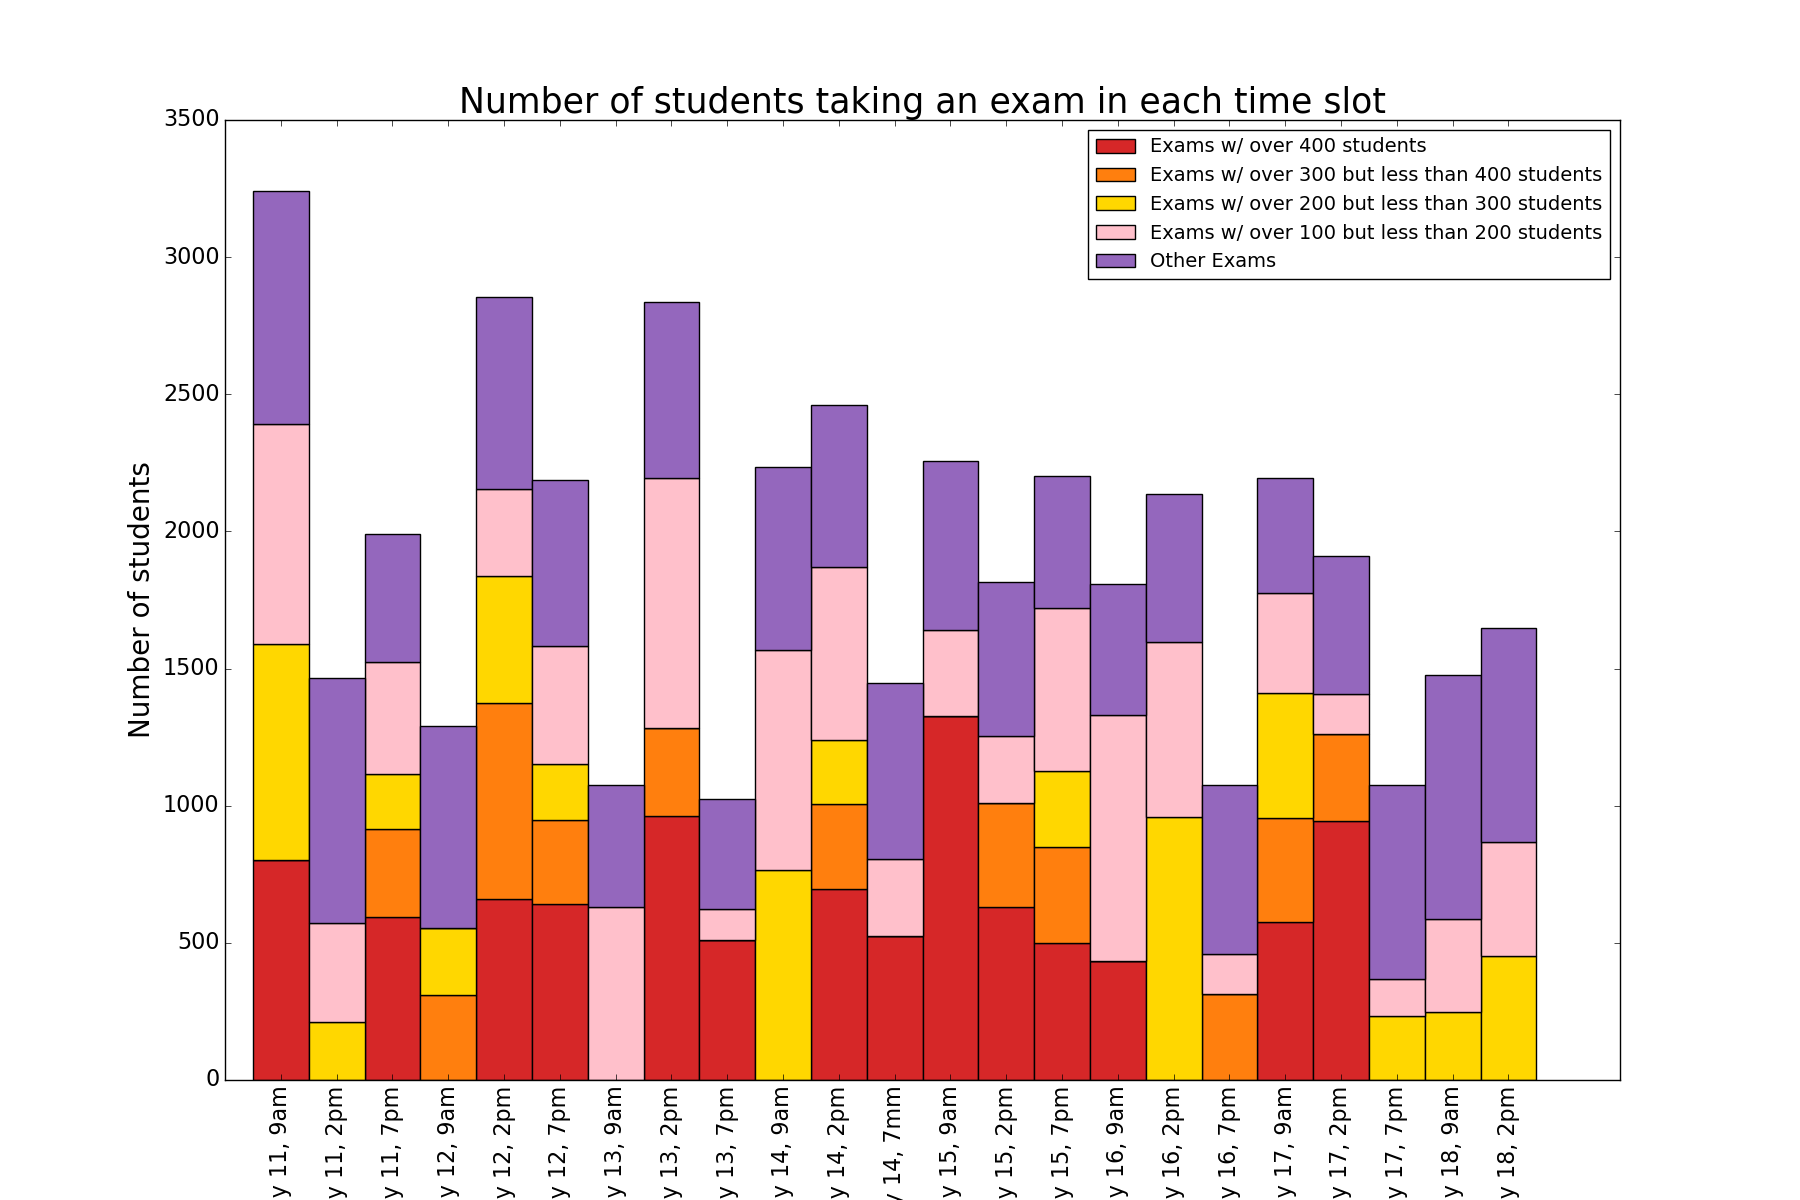 Number of students taking an exam in each time slot
3500
3000
2500
2000
1500
1000
500
0
Number of students
Exams w/ over 400 students
Exams w/ over 300 but less than 400 students
Exams w/ over 200 but less than 300 students
Exams w/ over 100 but less than 200 students
Other Exams
y 11, 9am
y 11, 2pm
y 11, 7pm
y 12, 9am
y 12, 2pm
y 12, 7pm
y 13, 9am
y 13, 2pm
y 13, 7pm
y 14, 9am
y 14, 2pm
y 14, 7mm
y 15, 9am
y 15, 2pm
y 15, 7pm
y 16, 9am
y 16, 2pm
y 16, 7pm
y 17, 9am
y 17, 2pm
y 17, 7pm
y 18, 9am
y 18, 2pm